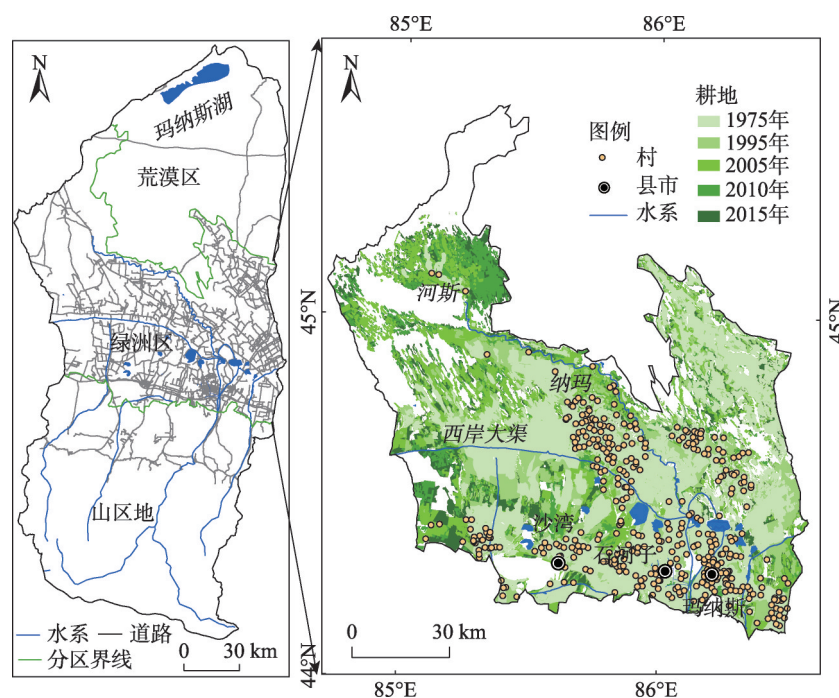 N
玛纳斯湖
荒漠区
绿洲区
山区地
水系 道路
分区界线
0 30 km
85°E 86°E
N
图例
村
县市
水系
耕地
1975年
1995年
2005年
2010年
2015年
45°N
45°N
河斯
纳玛
西岸大渠
沙湾
石河子
玛纳斯
0 30 km
44°N
44°N
85°E 86°E